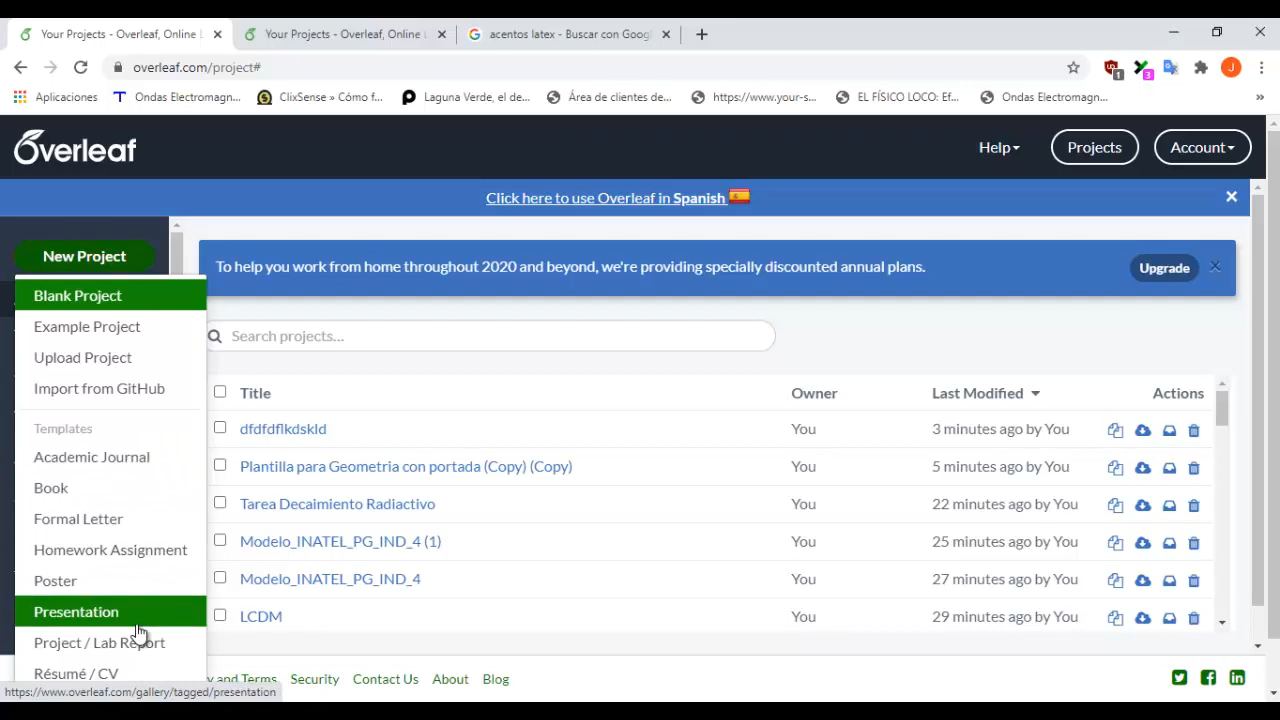 Your Projects - Overleaf, Online L
Your Projects - Overleaf, Online L
acentos latex - Buscar con Goog
overleaf.com/project#
1
3
J
Aplicaciones
Ondas Electromagn...
ClixSense » Cómo f...
Laguna Verde, el de...
Área de clientes de...
https://www.your-s...
EL FÍSICO LOCO: Ef...
Ondas Electromagn...
»
Overleaf
Help
Projects
Account
Click here to use Overleaf in Spanish
New Project
To help you work from home throughout 2020 and beyond, we're providing specially discounted annual plans.
Upgrade
Blank Project
Example Project
Upload Project
Import from GitHub
Templates
Academic Journal
Book
Formal Letter
Homework Assignment
Poster
Presentation
Project / Lab Report
Résumé / CV
Search projects...
Title Owner Last Modified Actions
dfdfdflkdskld You 3 minutes ago by You
Plantilla para Geometria con portada (Copy) (Copy) You 5 minutes ago by You
Tarea Decaimiento Radiactivo You 22 minutes ago by You
Modelo_INATEL_PG_IND_4 (1) You 25 minutes ago by You
Modelo_INATEL_PG_IND_4 You 27 minutes ago by You
LCDM You 29 minutes ago by You
y and Terms Security Contact Us About Blog
https://www.overleaf.com/gallery/tagged/presentation